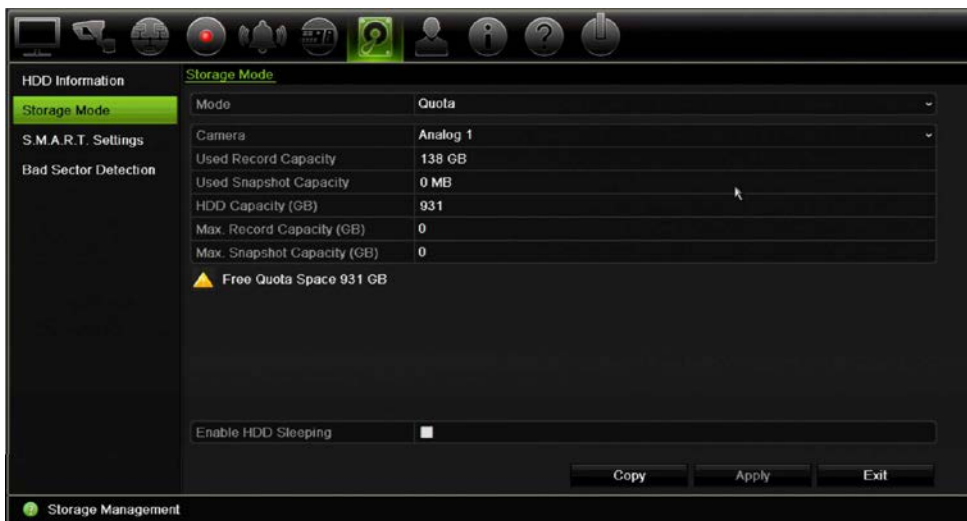 HDD Information
Storage Mode
S.M.A.R.T. Settings
Bad Sector Detection
Storage Mode
Mode Quota
Camera Analog 1
Used Record Capacity 138 GB
Used Snapshot Capacity 0 MB
HDD Capacity (GB) 931
Max. Record Capacity (GB) 0
Max. Snapshot Capacity (GB) 0
Free Quota Space 931 GB
Enable HDD Sleeping
Copy Apply Exit
Storage Management